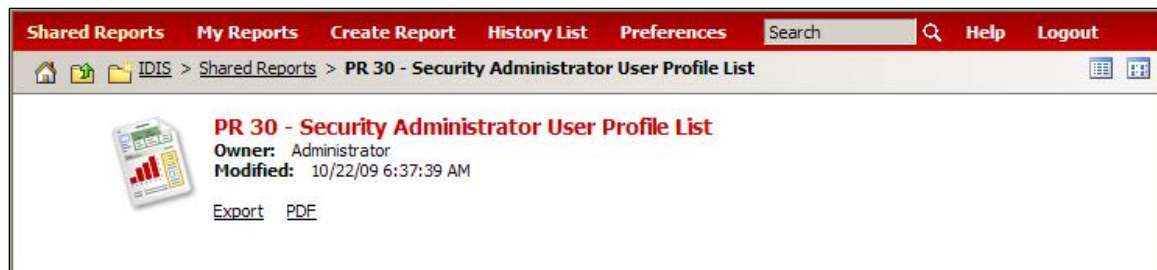 Shared Reports My Reports Create Report History List Preferences Search Help Logout
IDIS > Shared Reports > PR 30 - Security Administrator User Profile List
PR 30 - Security Administrator User Profile List
Owner: Administrator
Modified: 10/22/09 6:37:39 AM
Export PDF